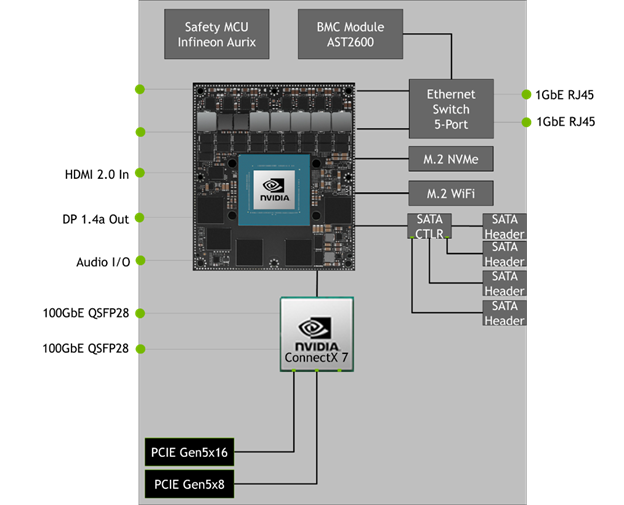 Safety MCU
Infineon Aurix
BMC Module
AST2600
Ethernet
Switch
5-Port
1GbE RJ45
1GbE RJ45
M.2 NVMe
M.2 WiFi
HDMI 2.0 In
DP 1.4a Out
Audio I/O
NVIDIA
SATA
CTLR
SATA
Header
SATA
Header
SATA
Header
SATA
Header
100GbE QSFP28
100GbE QSFP28
NVIDIA
ConnectX 7
PCIE Gen5x16
PCIE Gen5x8